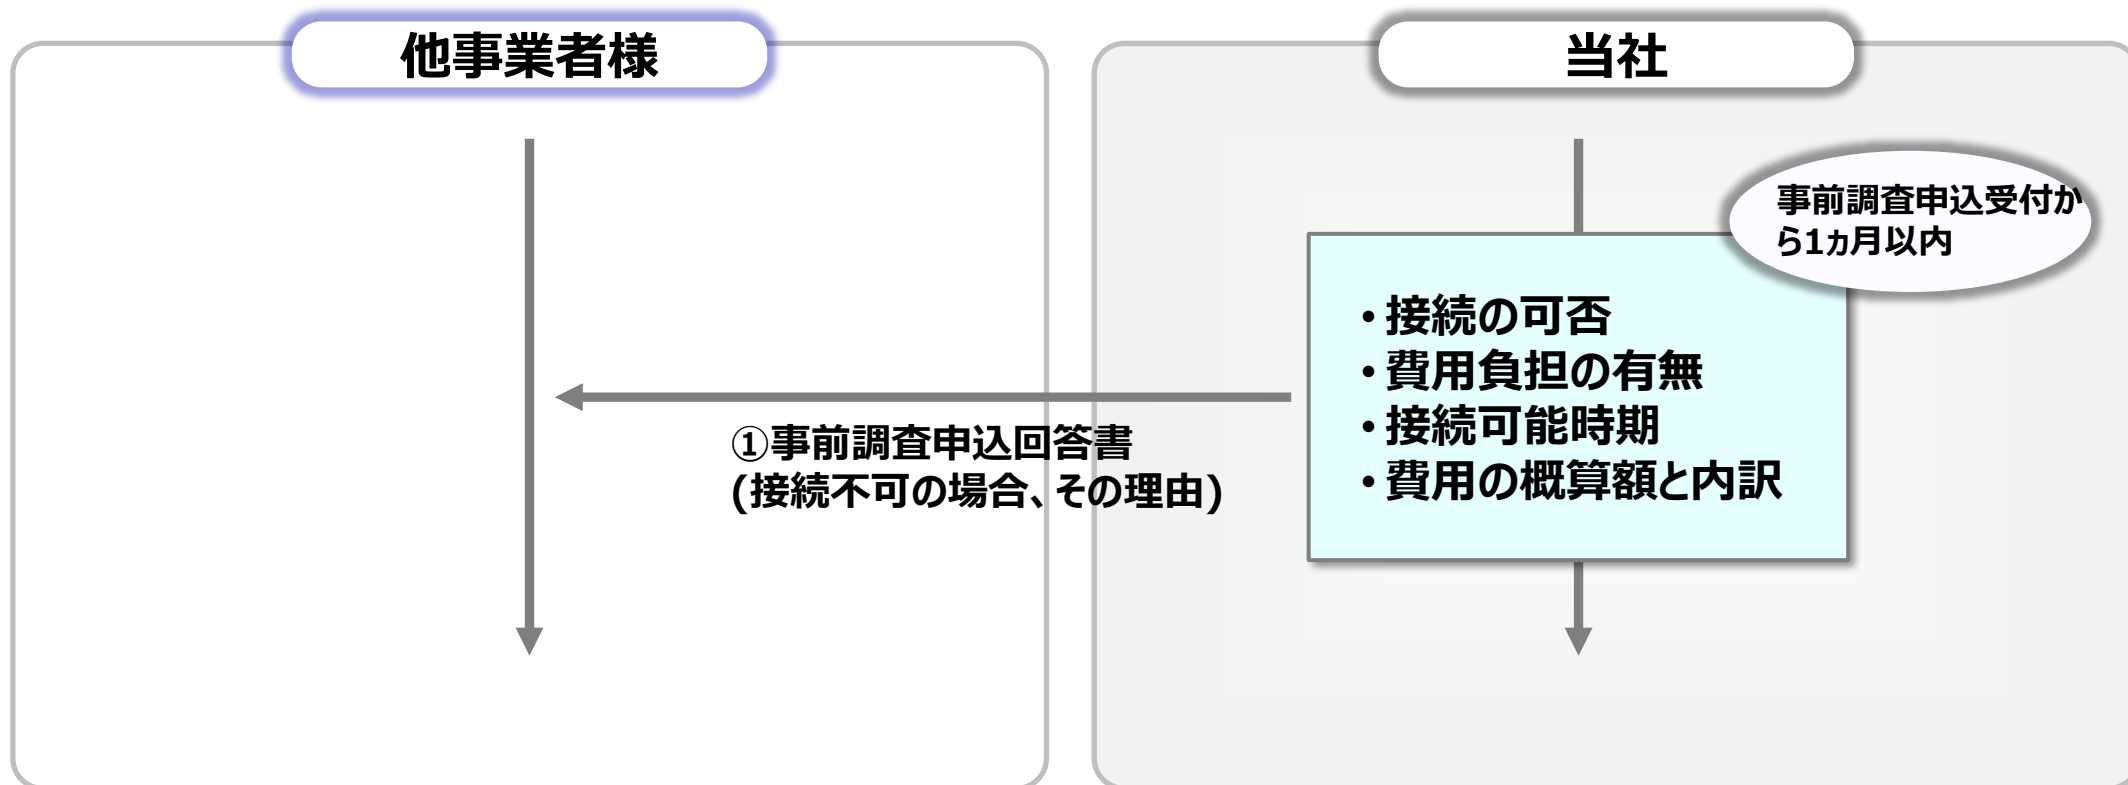 他事業者様
当社
事前調査申込受付か
ら1ヵ月以内
・接続の可否
・費用負担の有無
・接続可能時期
・費用の概算額と内訳
①事前調査申込回答書
(接続不可の場合、その理由)